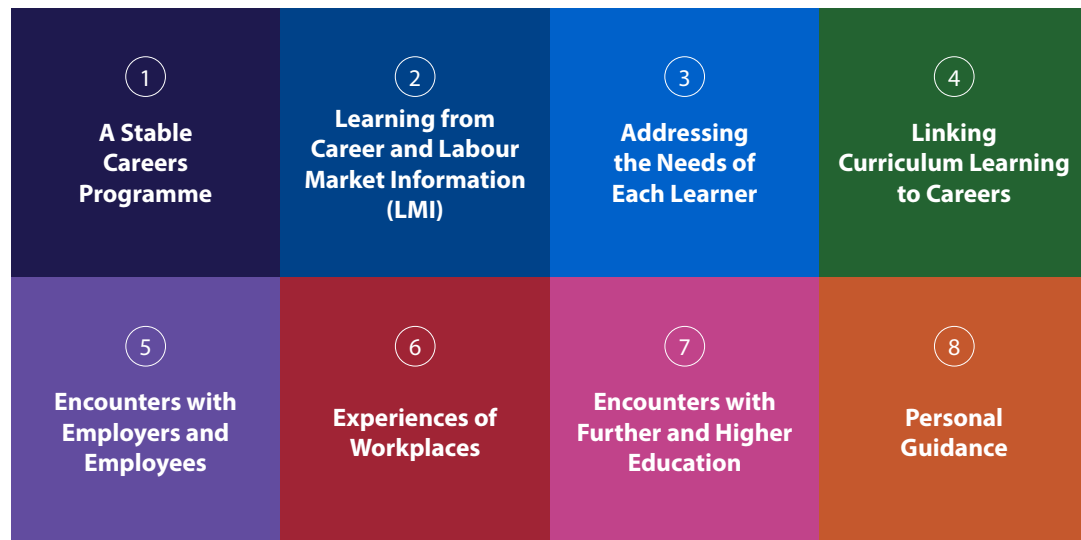 1
A Stable
Careers
Programme
2
Learning from
Career and Labour
Market Information
(LMI)
3
Addressing
the Needs of
Each Learner
4
Linking
Curriculum Learning
to Careers
5
Encounters with
Employers and
Employees
6
Experiences of
Workplaces
7
Encounters with
Further and Higher
Education
8
Personal
Guidance